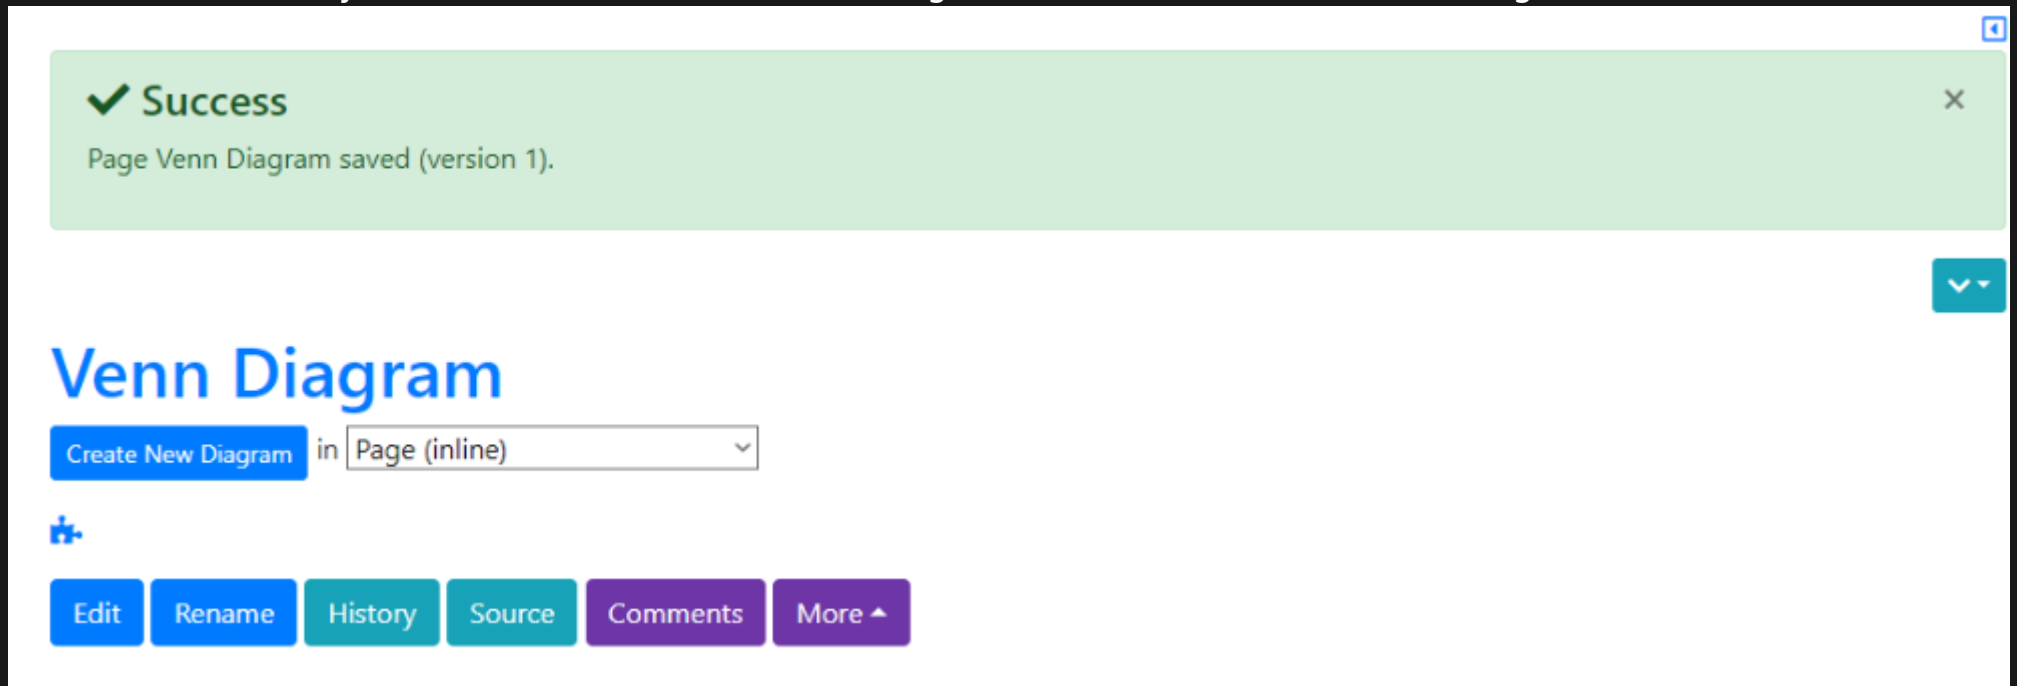 Success
Page Venn Diagram saved (version 1).
Venn Diagram
Create New Diagram in Page (inline)
Edit Rename History Source Comments More